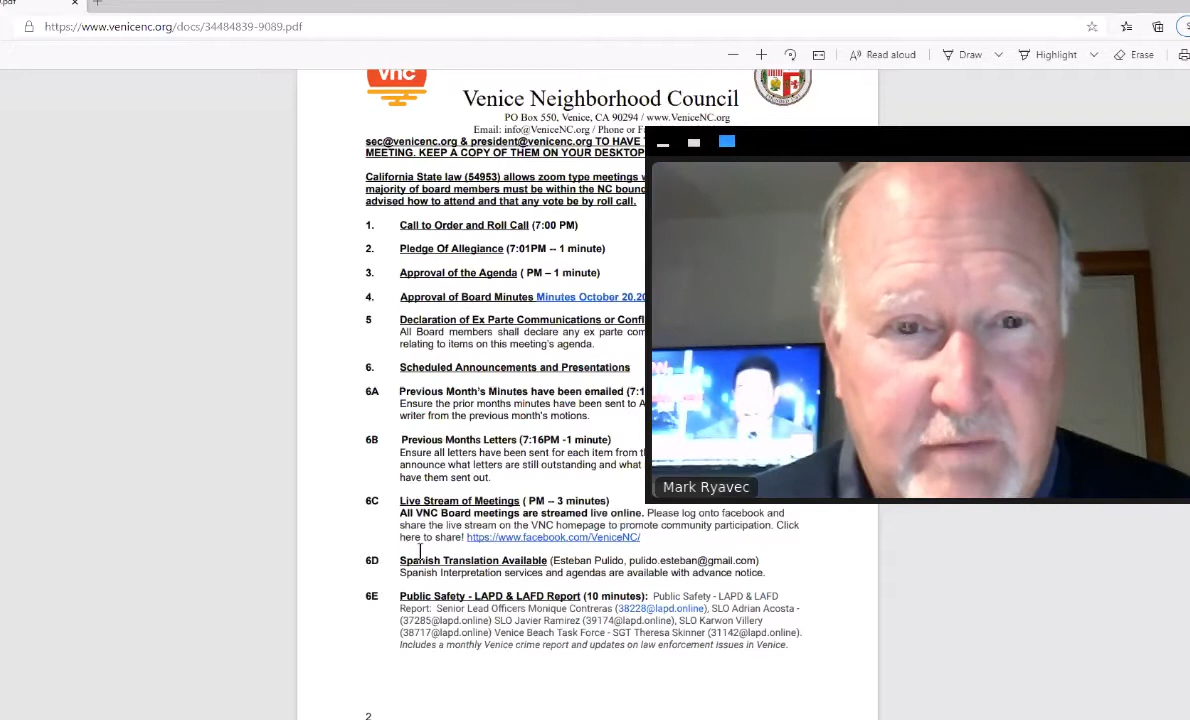 .pdf
https://www.venicenc.org/docs/34484839-9089.pdf
Read aloud
Draw
Highlight
Erase
vnc
Venice Neighborhood Council
PO Box 550, Venice, CA 90294 / www.VeniceNC.org
Email: info@VeniceNC.org / Phone or F
sec@venicenc.org & president@venicenc.org TO HAVE
MEETING. KEEP A COPY OF THEM ON YOUR DESKTOP
California State law (54953) allows zoom type meetings
majority of board members must be within the NC boun
advised how to attend and that any vote be by roll call.
1. Call to Order and Roll Call (7:00 PM)
2. Pledge Of Allegiance (7:01PM -- 1 minute)
3. Approval of the Agenda ( PM – 1 minute)
4. Approval of Board Minutes Minutes October 20,20
5 Declaration of Ex Parte Communications or Confl
All Board members shall declare any ex parte com
relating to items on this meeting's agenda.
6. Scheduled Announcements and Presentations
6A Previous Month's Minutes have been emailed (7:1
Ensure the prior months minutes have been sent to A
writer from the previous month's motions.
6B Previous Months Letters (7:16PM -1 minute)
Ensure all letters have been sent for each item from t
announce what letters are still outstanding and what
have them sent out.
6C Live Stream of Meetings ( PM -- 3 minutes)
All VNC Board meetings are streamed live online. Please log onto facebook and
share the live stream on the VNC homepage to promote community participation. Click
here to share! https://www.facebook.com/VeniceNC/
6D Spanish Translation Available (Esteban Pulido, pulido.esteban@gmail.com)
Spanish Interpretation services and agendas are available with advance notice.
6E Public Safety - LAPD & LAFD Report (10 minutes): Public Safety - LAPD & LAFD
Report: Senior Lead Officers Monique Contreras (38228@lapd.online), SLO Adrian Acosta -
(37285@lapd.online) SLO Javier Ramirez (39174@lapd.online), SLO Karwon Villery
(38717@lapd.online) Venice Beach Task Force - SGT Theresa Skinner (31142@lapd.online).
Includes a monthly Venice crime report and updates on law enforcement issues in Venice.
2
Mark Ryavec